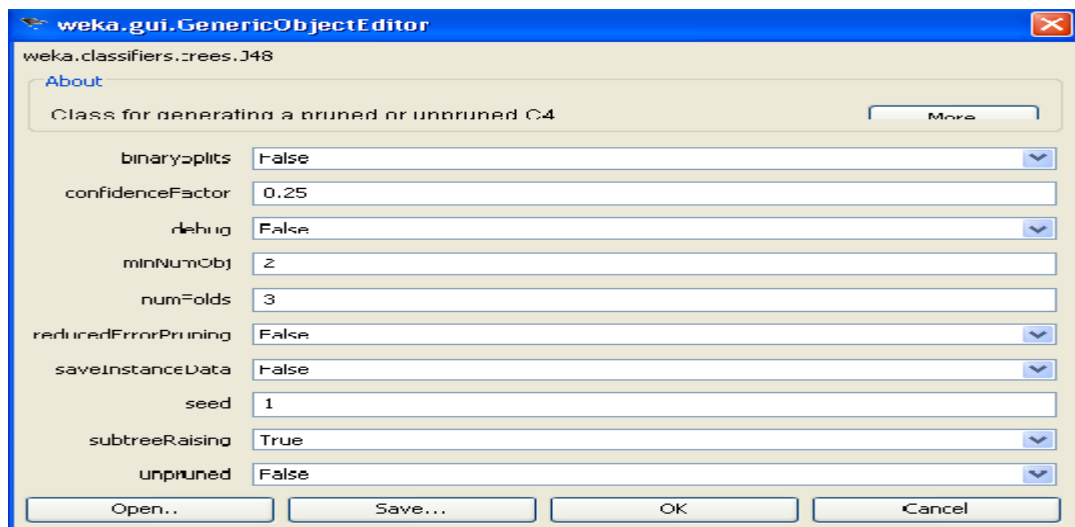 weka.gui.GenericObjectEditor
weka.classifiers.trees.J48
About
Class for generating a pruned or unpruned C4
More
binarySplits False
confidenceFactor 0.25
debug False
minNumObj 2
numFolds 3
reducedErrorPruning False
saveInstanceData False
seed 1
subtreeRaising True
unpruned False
Open.. Save... OK Cancel